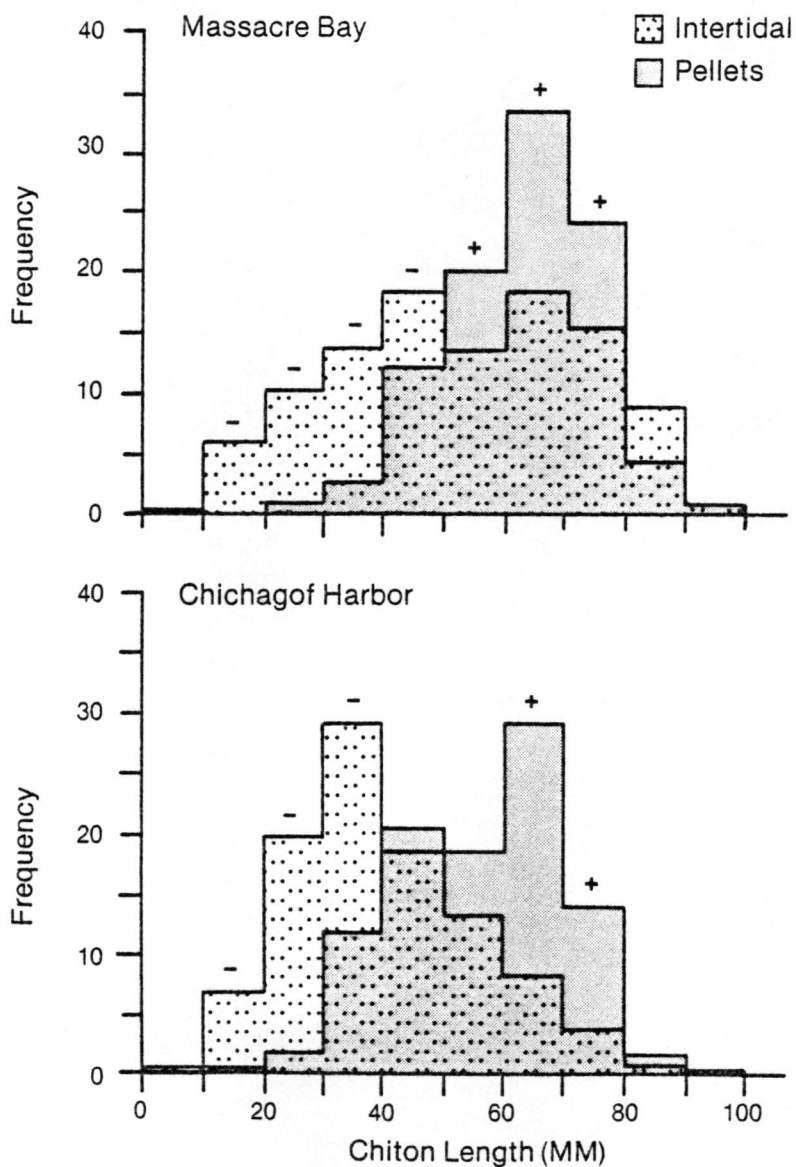 Massacre Bay
Intertidal
Pellets
40
30
20
10
0
Frequency
+
+
+
-
-
-
-
Chichagof Harbor
40
30
20
10
0
Frequency
-
-
-
+
+
0 20 40 60 80 100
Chiton Length (MM)